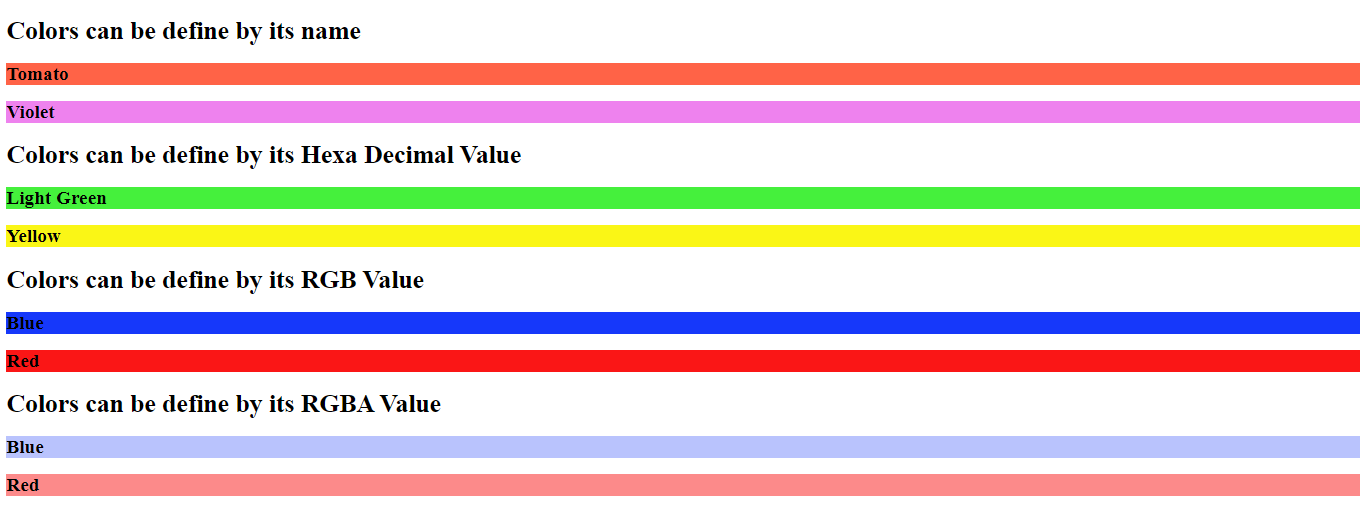 Colors can be define by its name
Tomato
Violet
Colors can be define by its Hexa Decimal Value
Light Green
Yellow
Colors can be define by its RGB Value
Blue
Red
Colors can be define by its RGBA Value
Blue
Red